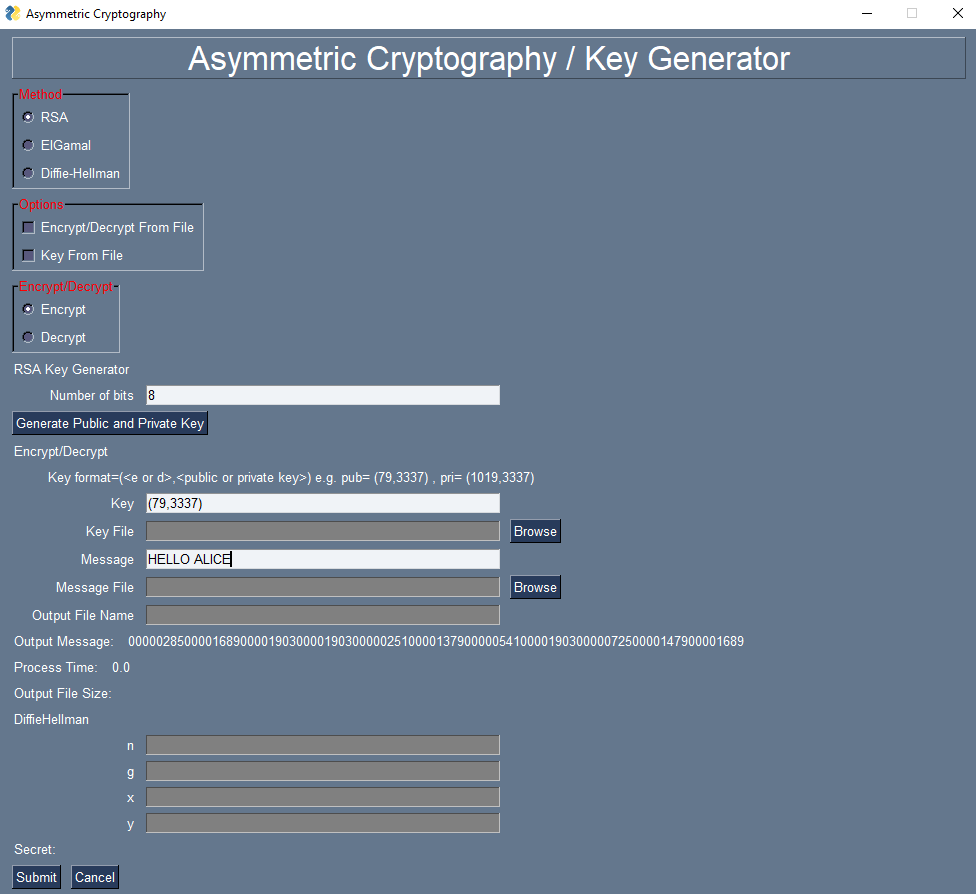 Asymmetric Cryptography
Asymmetric Cryptography / Key Generator
Method
RSA
ElGamal
Diffie-Hellman
Options
Encrypt/Decrypt From File
Key From File
Encrypt/Decrypt
Encrypt
Decrypt
RSA Key Generator
Number of bits 8
Generate Public and Private Key
Encrypt/Decrypt
Key format=(<e or d>,<public or private key>) e.g. pub= (79,3337) , pri= (1019,3337)
Key (79,3337)
Key File Browse
Message HELLO ALICE
Message File Browse
Output File Name
Output Message: 000002850000168900001903000019030000025100001379000005410000190300000725000014790000​1689
Process Time: 0.0
Output File Size:
DiffieHellman
n
g
x
y
Secret:
Submit Cancel